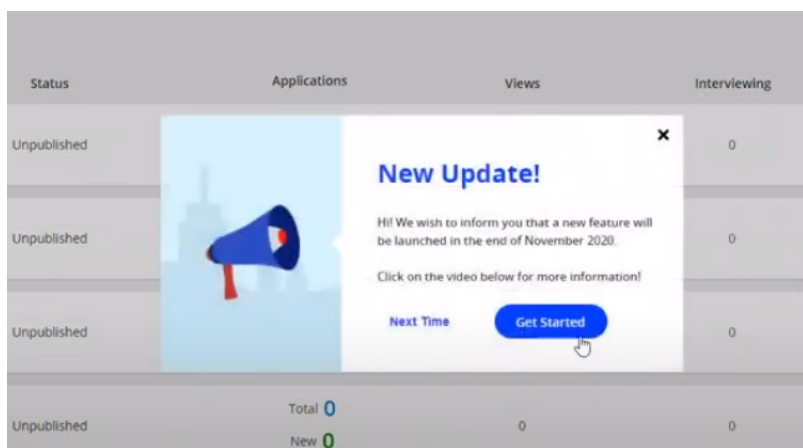 Status Applications Views Interviewing
Unpublished 0
New Update!
Hi! We wish to inform you that a new feature will
be launched in the end of November 2020.
Click on the video below for more information!
Unpublished 0
Next Time Get Started
Unpublished 0
Total 0
Unpublished 0 0
New 0